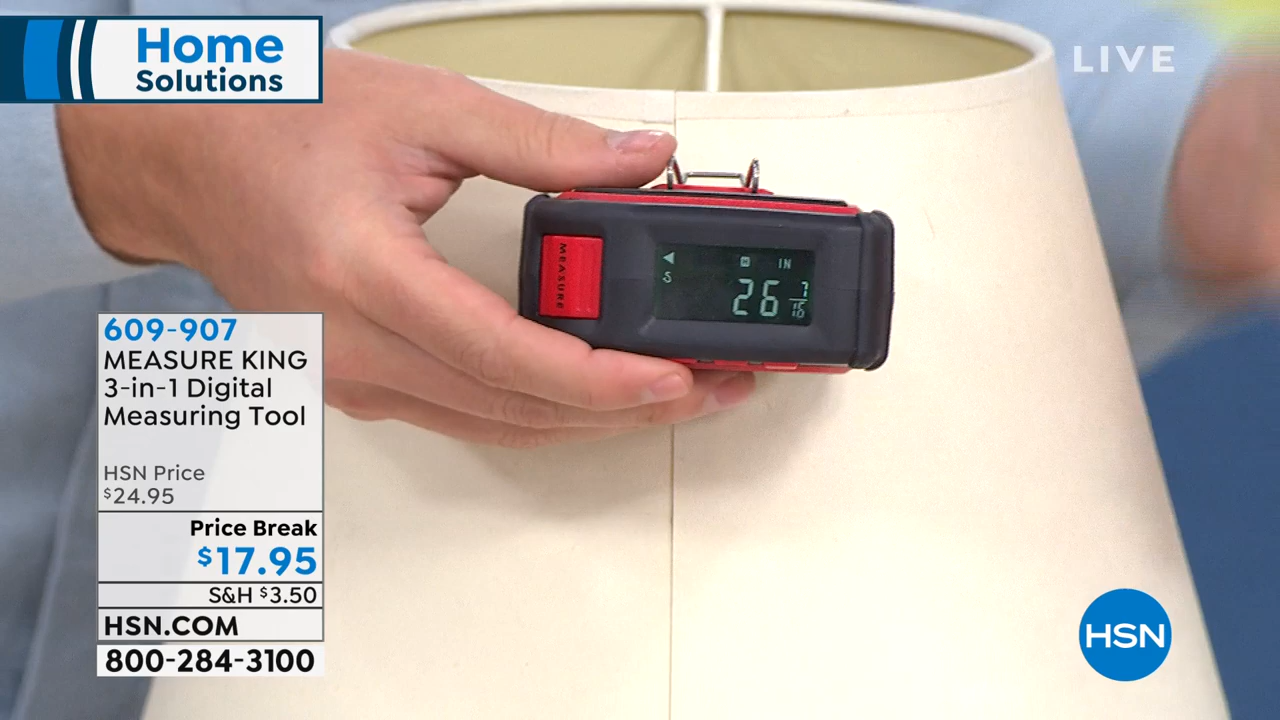 Home
Solutions
LIVE
MEASURE
IN
26 7/16
609-907
MEASURE KING
3-in-1 Digital
Measuring Tool
HSN Price
$24.95
Price Break
$17.95
S&H $3.50
HSN.COM
800-284-3100
HSN